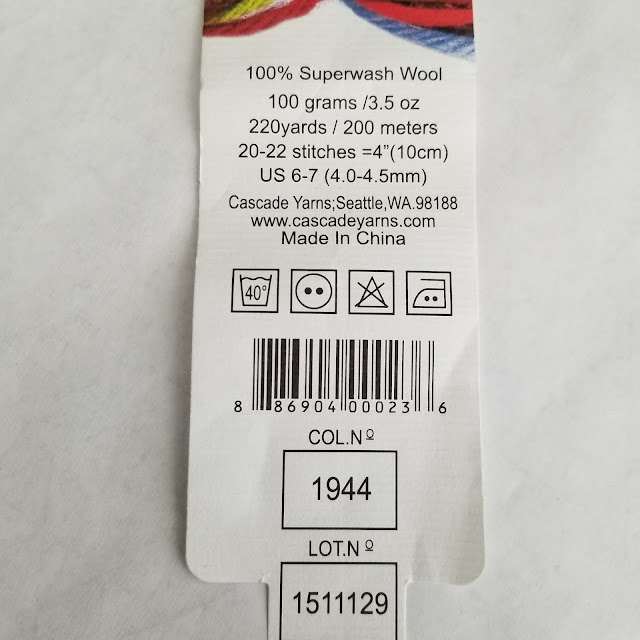 100% Superwash Wool
100 grams /3.5 oz
220yards / 200 meters
20-22 stitches =4”(10cm)
US 6-7 (4.0-4.5mm)
Cascade Yarns;Seattle,WA.98188
www.cascadeyarns.com
Made In China
40°
8 86904 00023 6
COL.Nº
1944
LOT.Nº
1511129